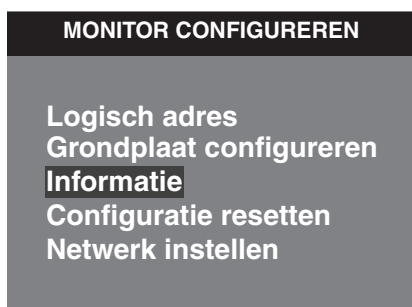 MONITOR CONFIGUREREN
Logisch adres
Grondplaat configureren
Informatie
Configuratie resetten
Netwerk instellen